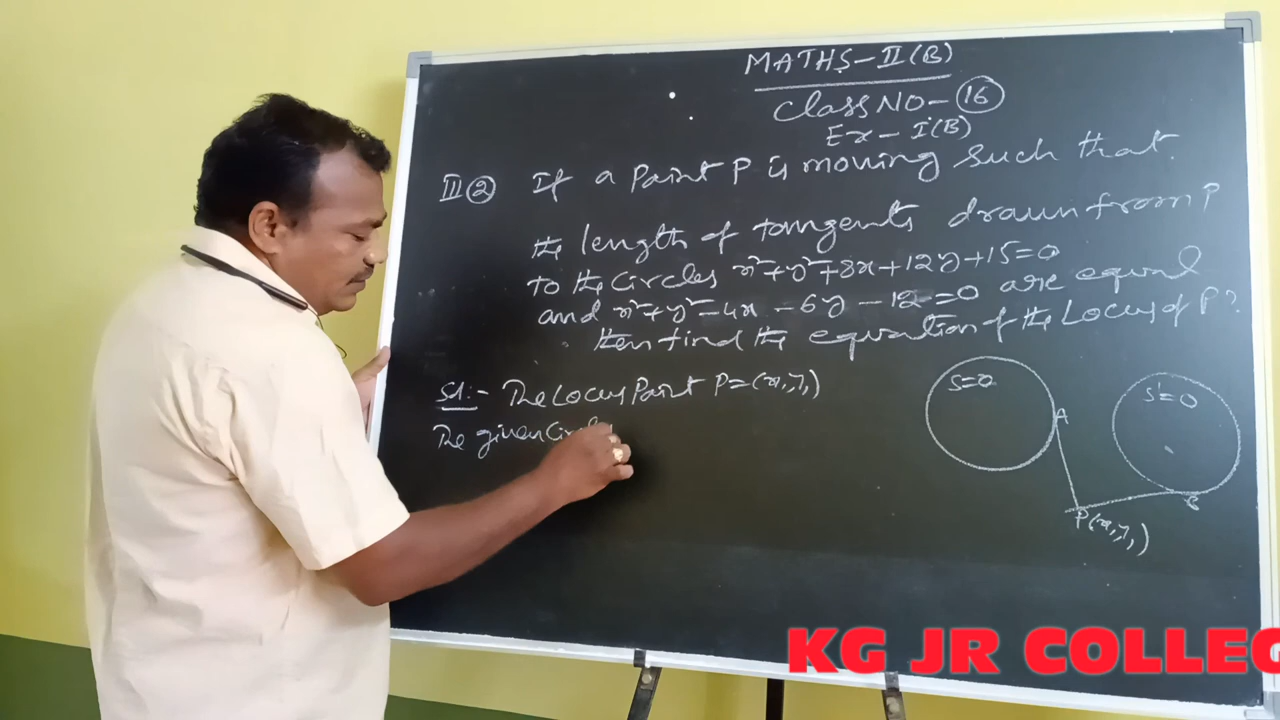 MATHS-II(B)
Class NO-16
Ex-I(B)
III 2 If a Point P is moving such that
the length of tangents drawn from P
to the circles x²+y²+8x+12y+15=0
and x²+y²-4x-6y-12=0 are equal
then find the equation of the Locus of P?
Sol:- The Locus Point P=(x₁,y₁)
The given Circl
S=0
S'=0
A
B
P(x₁,y₁)
KG JR COLLEG